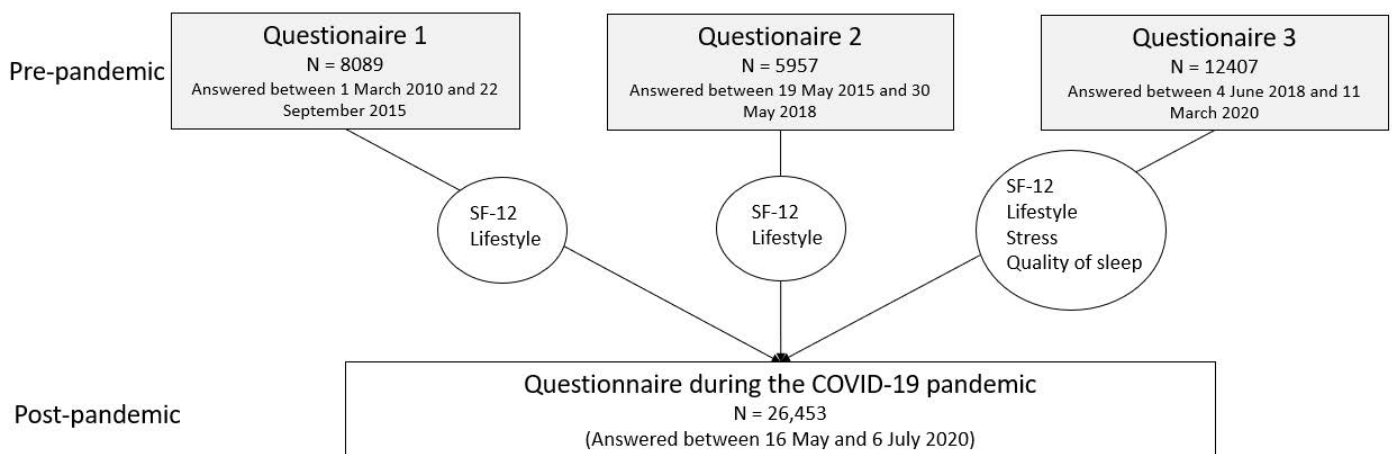 Pre-pandemic
Questionaire 1
N = 8089
Answered between 1 March 2010 and 22
September 2015
Questionaire 2
N = 5957
Answered between 19 May 2015 and 30
May 2018
Questionaire 3
N = 12407
Answered between 4 June 2018 and 11
March 2020
SF-12
Lifestyle
SF-12
Lifestyle
SF-12
Lifestyle
Stress
Quality of sleep
Post-pandemic
Questionnaire during the COVID-19 pandemic
N = 26,453
(Answered between 16 May and 6 July 2020)